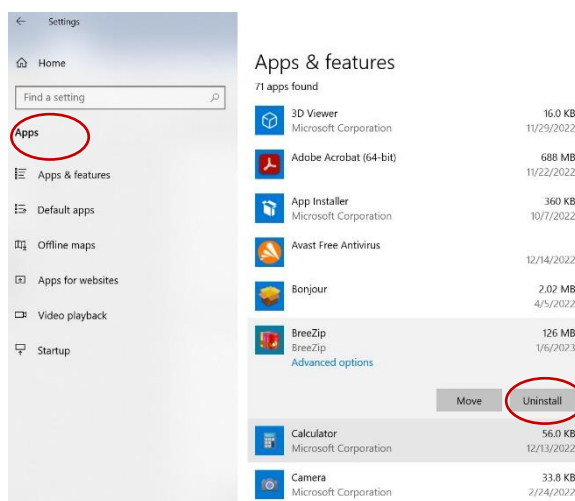 Settings
Home
Find a setting
Apps
Apps & features
Default apps
Offline maps
Apps for websites
Video playback
Startup
Apps & features
71 apps found
3D Viewer 16.0 KB
Microsoft Corporation 11/29/2022
Adobe Acrobat (64-bit) 688 MB
11/22/2022
App Installer 360 KB
Microsoft Corporation 10/7/2022
Avast Free Antivirus
12/14/2022
Bonjour 2.02 MB
4/5/2022
BreeZip 126 MB
BreeZip 1/6/2023
Advanced options
Move Uninstall
Calculator 56.0 KB
Microsoft Corporation 12/13/2022
Camera 33.8 KB
Microsoft Corporation 2/24/2022